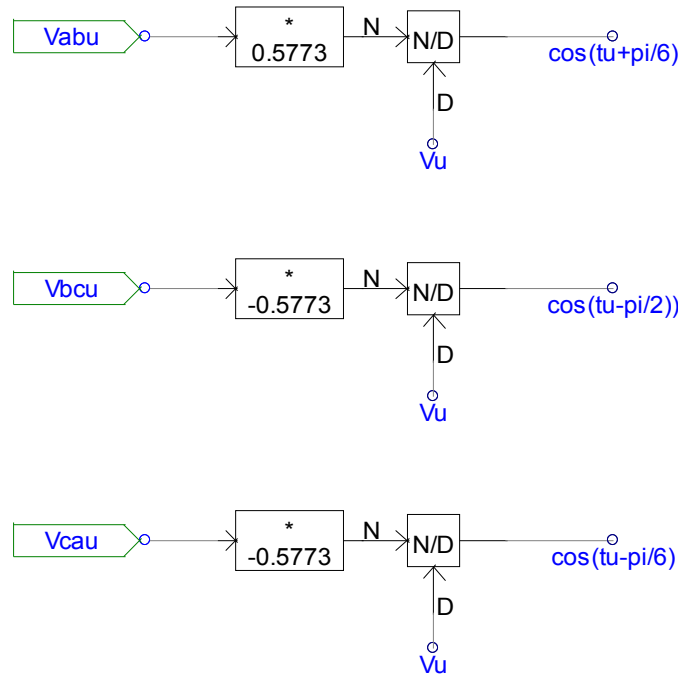 Vabu
*
0.5773
N
N/D
cos(tu+pi/6)
D
Vu
Vbcu
*
-0.5773
N
N/D
cos(tu-pi/2))
D
Vu
Vcau
*
-0.5773
N
N/D
cos(tu-pi/6)
D
Vu